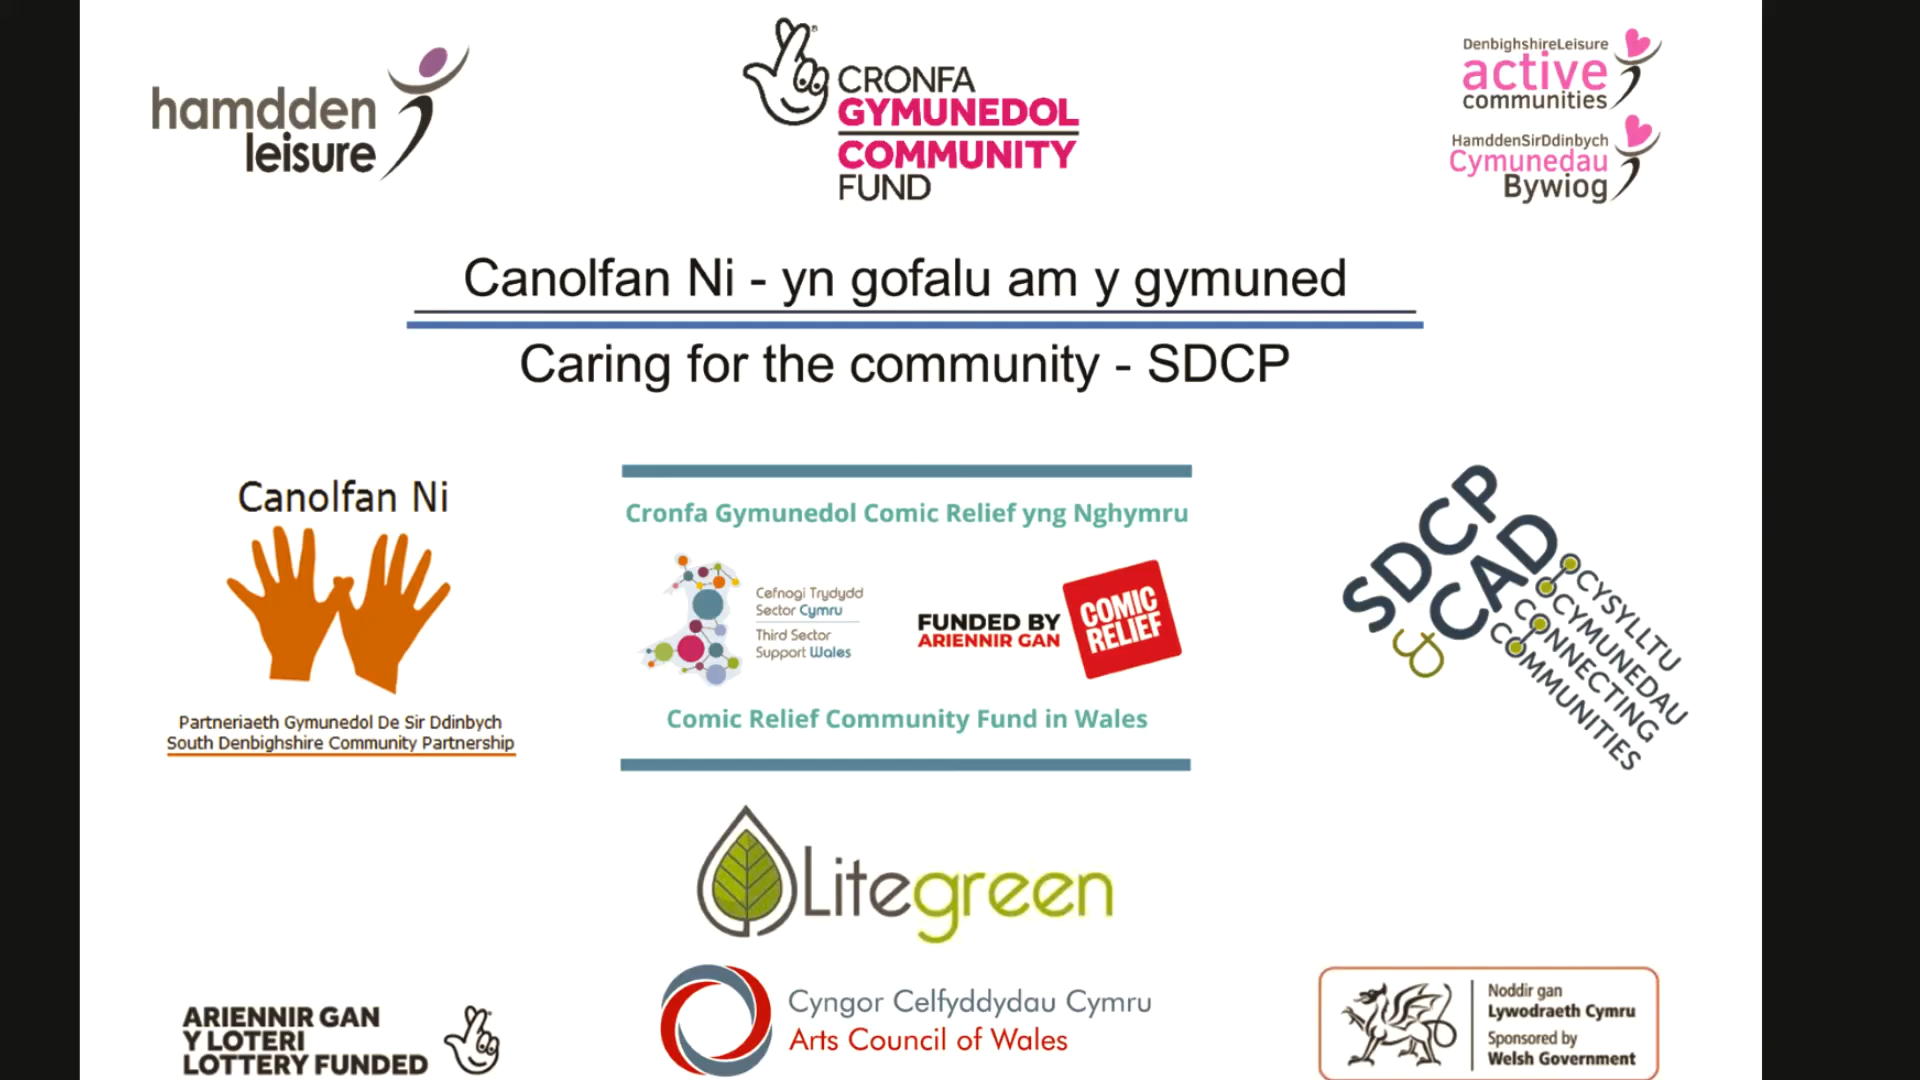 hamdden
leisure
CRONFA
GYMUNEDOL
COMMUNITY
FUND
DenbighshireLeisure
active
communities
HamddenSirDdinbych
Cymunedau
Bywiog
Canolfan Ni - yn gofalu am y gymuned
Caring for the community - SDCP
Canolfan Ni
Partneriaeth Gymunedol De Sir Ddinbych
South Denbighshire Community Partnership
Cronfa Gymunedol Comic Relief yng Nghymru
Cefnogi Trydydd
Sector Cymru
Third Sector
Support Wales
FUNDED BY
ARIENNIR GAN
COMIC
RELIEF
Comic Relief Community Fund in Wales
SDCP
CAD
CYSYLLTU
CYMUNEDAU
CONNECTING
COMMUNITIES
Litegreen
ARIENNIR GAN
Y LOTERI
LOTTERY FUNDED
Cyngor Celfyddydau Cymru
Arts Council of Wales
Noddir gan
Lywodraeth Cymru
Sponsored by
Welsh Government